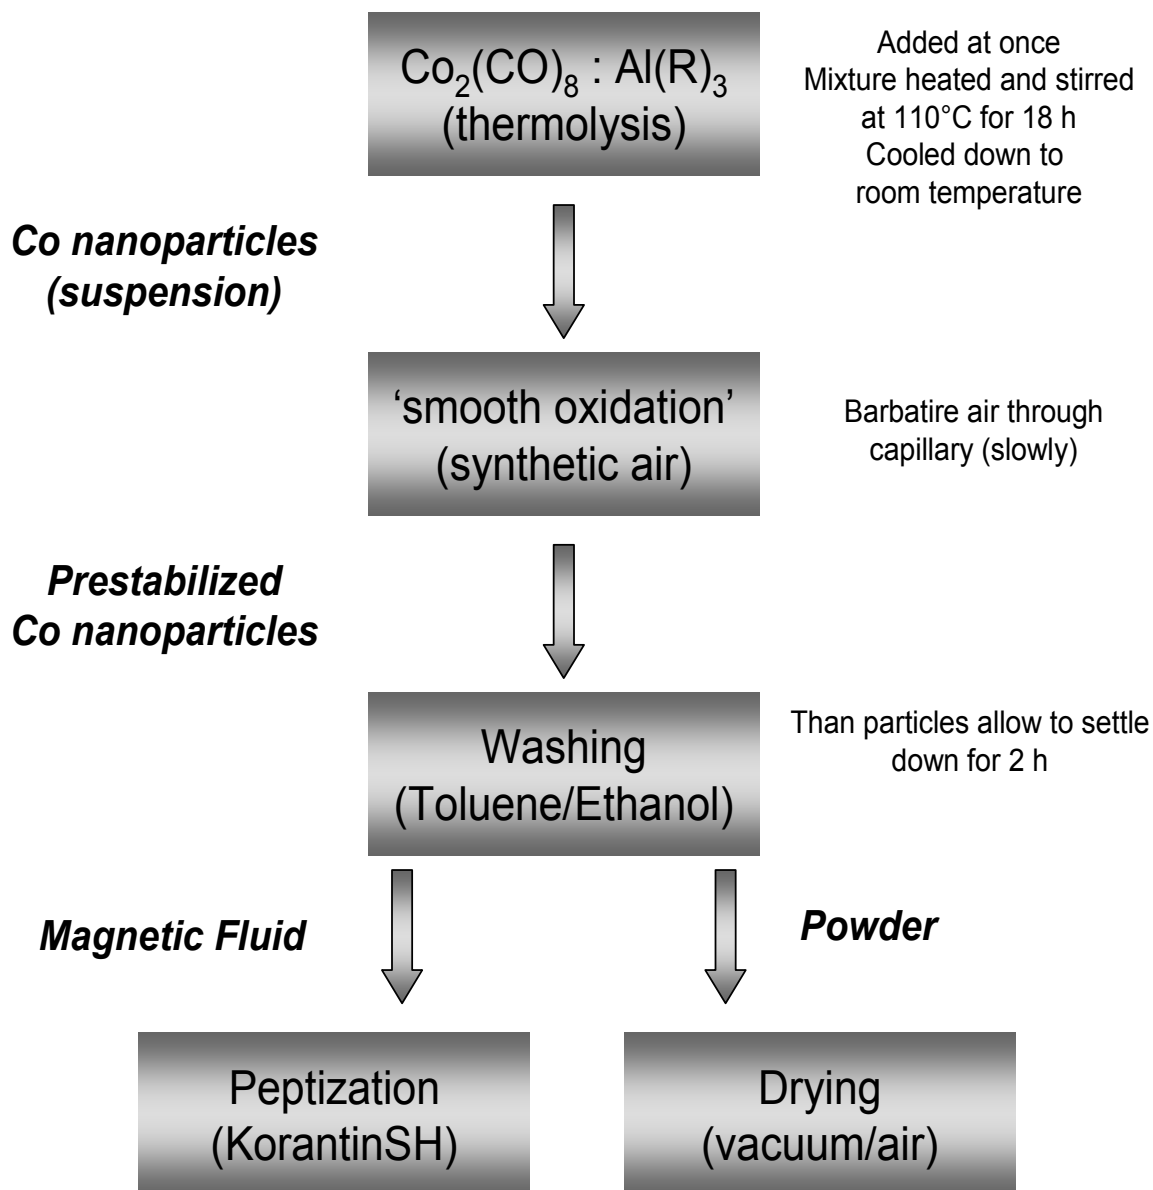 Co₂(CO)₈ : Al(R)₃
(thermolysis)
Added at once
Mixture heated and stirred
at 110°C for 18 h
Cooled down to
room temperature
Co nanoparticles
(suspension)
‘smooth oxidation’
(synthetic air)
Barbatire air through
capillary (slowly)
Prestabilized
Co nanoparticles
Washing
(Toluene/Ethanol)
Than particles allow to settle
down for 2 h
Magnetic Fluid
Powder
Peptization
(KorantinSH)
Drying
(vacuum/air)